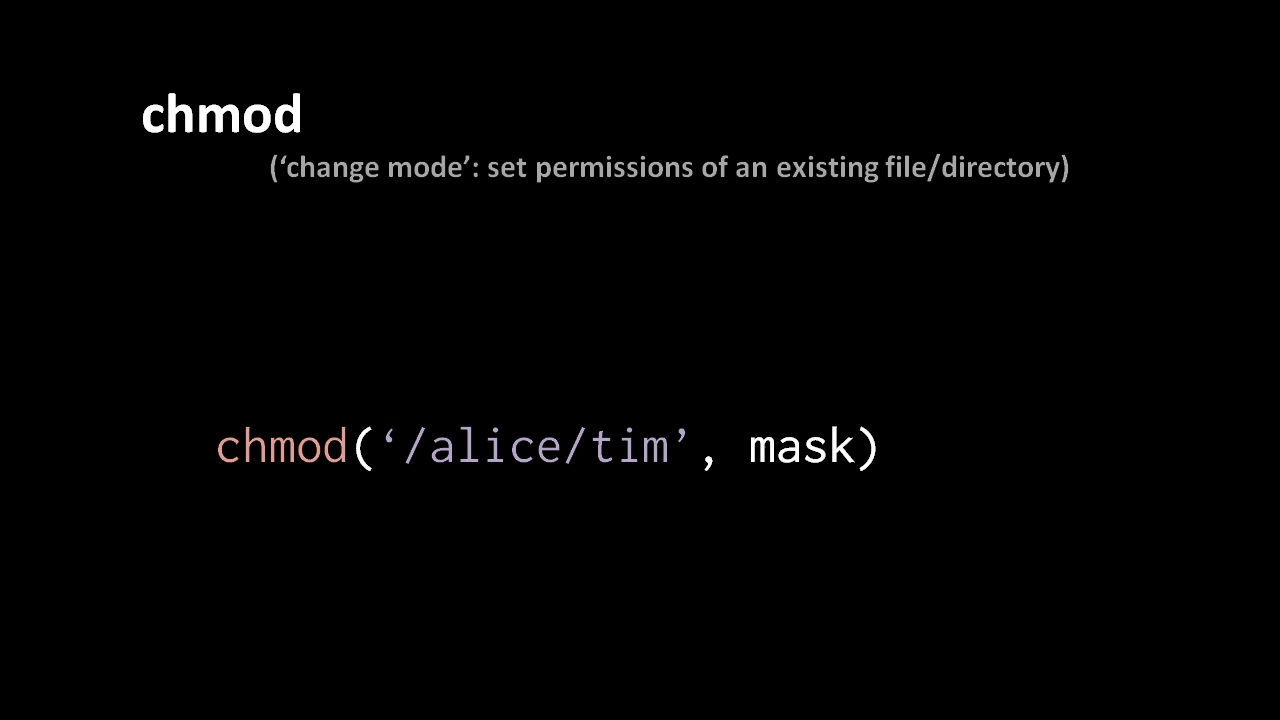 chmod
(‘change mode’: set permissions of an existing file/directory)
chmod(‘/alice/tim’, mask)